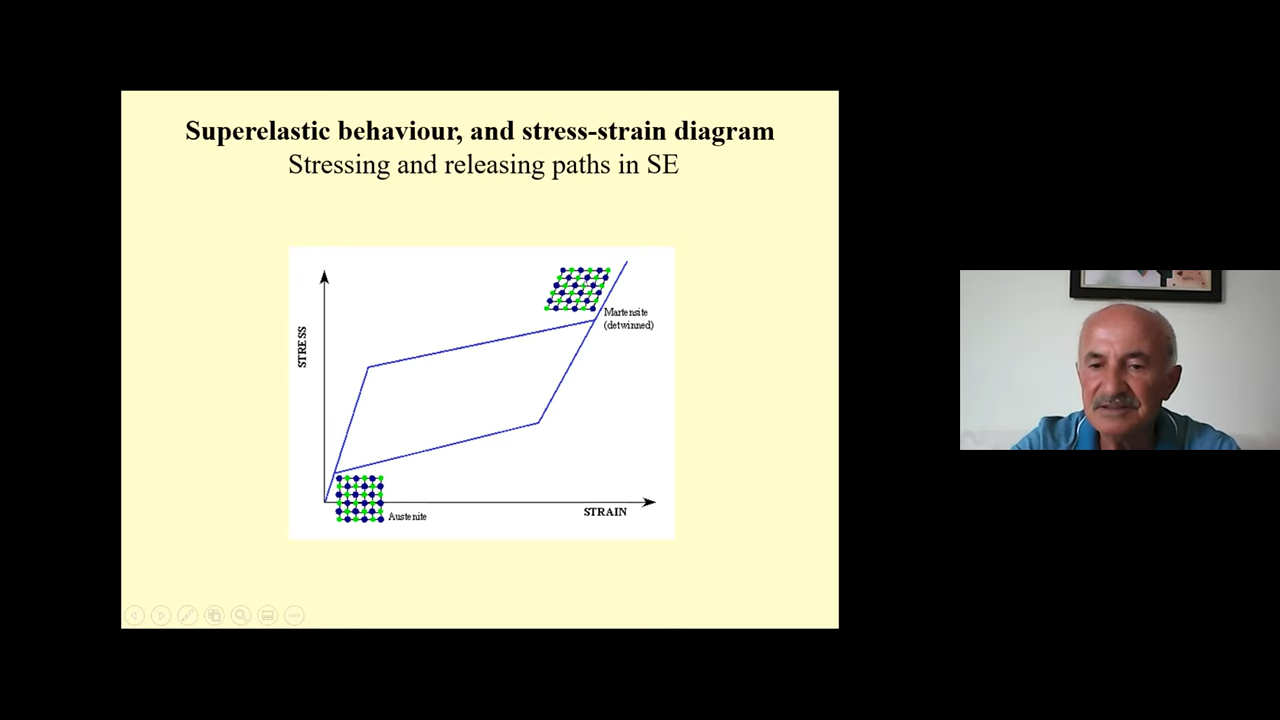 Superelastic behaviour, and stress-strain diagram
Stressing and releasing paths in SE
STRESS
Martensite
(detwinned)
STRAIN
Austenite